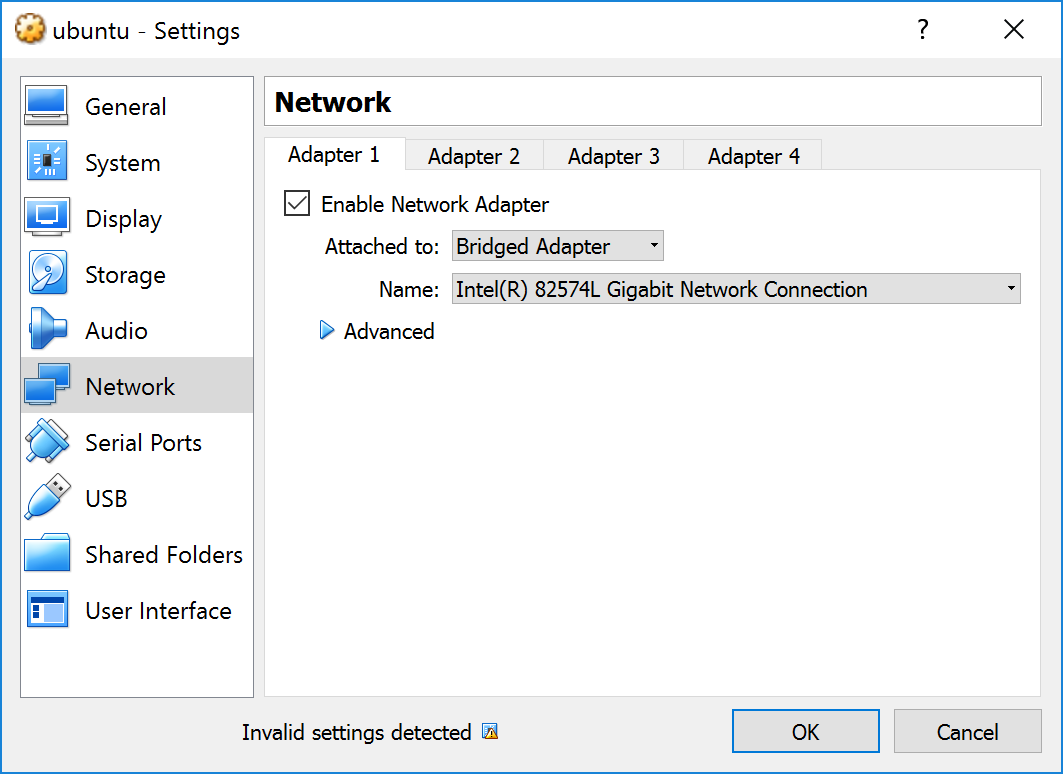 ubuntu - Settings
?
General
System
Display
Storage
Audio
Network
Serial Ports
USB
Shared Folders
User Interface
Network
Adapter 1 Adapter 2 Adapter 3 Adapter 4
Enable Network Adapter
Attached to: Bridged Adapter
Name: Intel(R) 82574L Gigabit Network Connection
Advanced
Invalid settings detected
OK Cancel